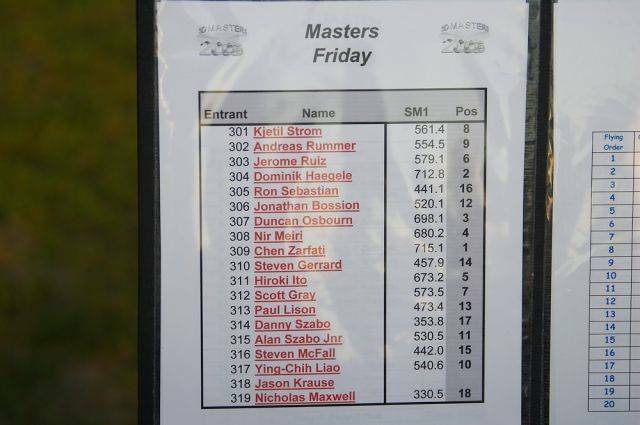 3D MASTERS 2005
Masters
Friday
3D MASTERS 2005
Entrant Name SM1 Pos
301 Kjetil Strom 561.4 8
302 Andreas Rummer 554.5 9
303 Jerome Ruiz 579.1 6
304 Dominik Haegele 712.8 2
305 Ron Sebastian 441.1 16
306 Jonathan Bossion 520.1 12
307 Duncan Osbourn 698.1 3
308 Nir Meiri 680.2 4
309 Chen Zarfati 715.1 1
310 Steven Gerrard 457.9 14
311 Hiroki Ito 673.2 5
312 Scott Gray 573.5 7
313 Paul Lison 473.4 13
314 Danny Szabo 353.8 17
315 Alan Szabo Jnr 530.5 11
316 Steven McFall 442.0 15
317 Ying-Chih Liao 540.6 10
318 Jason Krause
319 Nicholas Maxwell 330.5 18
Flying
Order
1
2
3
4
5
6
7
8
9
10
11
12
13
14
15
16
17
18
19
20